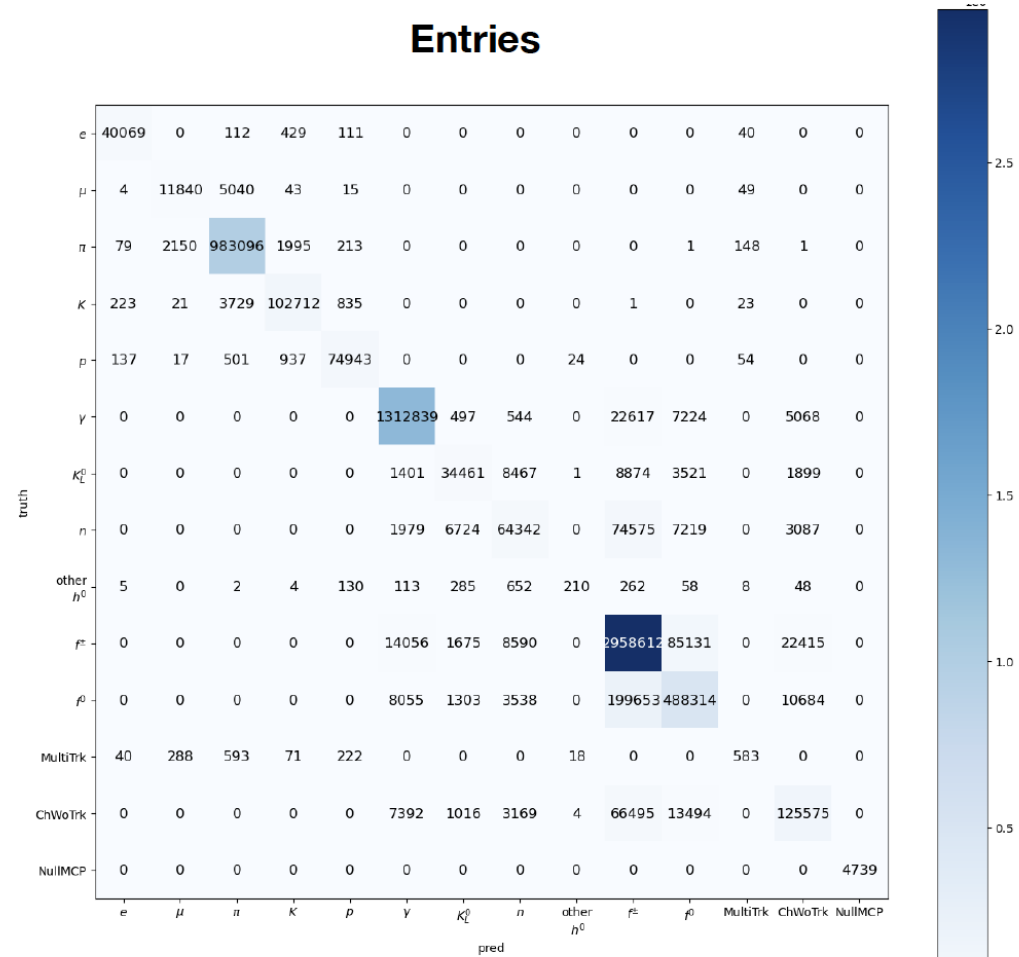 Entries
e 40069 0 112 429 111 0 0 0 0 0 0 40 0 0
μ 4 11840 5040 43 15 0 0 0 0 0 0 49 0 0
π 79 2150 983096 1995 213 0 0 0 0 0 1 148 1 0
K 223 21 3729 102712 835 0 0 0 0 1 0 23 0 0
p 137 17 501 937 74943 0 0 0 24 0 0 54 0 0
γ 0 0 0 0 0 1312839 497 544 0 22617 7224 0 5068 0
K_L^0 0 0 0 0 0 1401 34461 8467 1 8874 3521 0 1899 0
n 0 0 0 0 0 1979 6724 64342 0 74575 7219 0 3087 0
other
h^0 5 0 2 4 130 113 285 652 210 262 58 8 48 0
f^± 0 0 0 0 0 14056 1675 8590 0 2958612 85131 0 22415 0
f^0 0 0 0 0 0 8055 1303 3538 0 199653 488314 0 10684 0
MultiTrk 40 288 593 71 222 0 0 0 18 0 0 583 0 0
ChWoTrk 0 0 0 0 0 7392 1016 3169 4 66495 13494 0 125575 0
NullMCP 0 0 0 0 0 0 0 0 0 0 0 0 0 4739
e μ π K p γ K_L^0 n other f^± f^0 MultiTrk ChWoTrk NullMCP
h^0
pred
truth
2.5
2.0
1.5
1.0
0.5